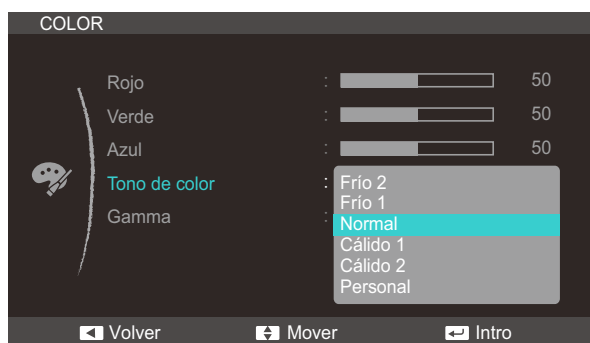 COLOR
Rojo : 50
Verde : 50
Azul : 50
Tono de color : Frío 2
Frío 1
Gamma : Normal
Cálido 1
Cálido 2
Personal
Volver Mover Intro